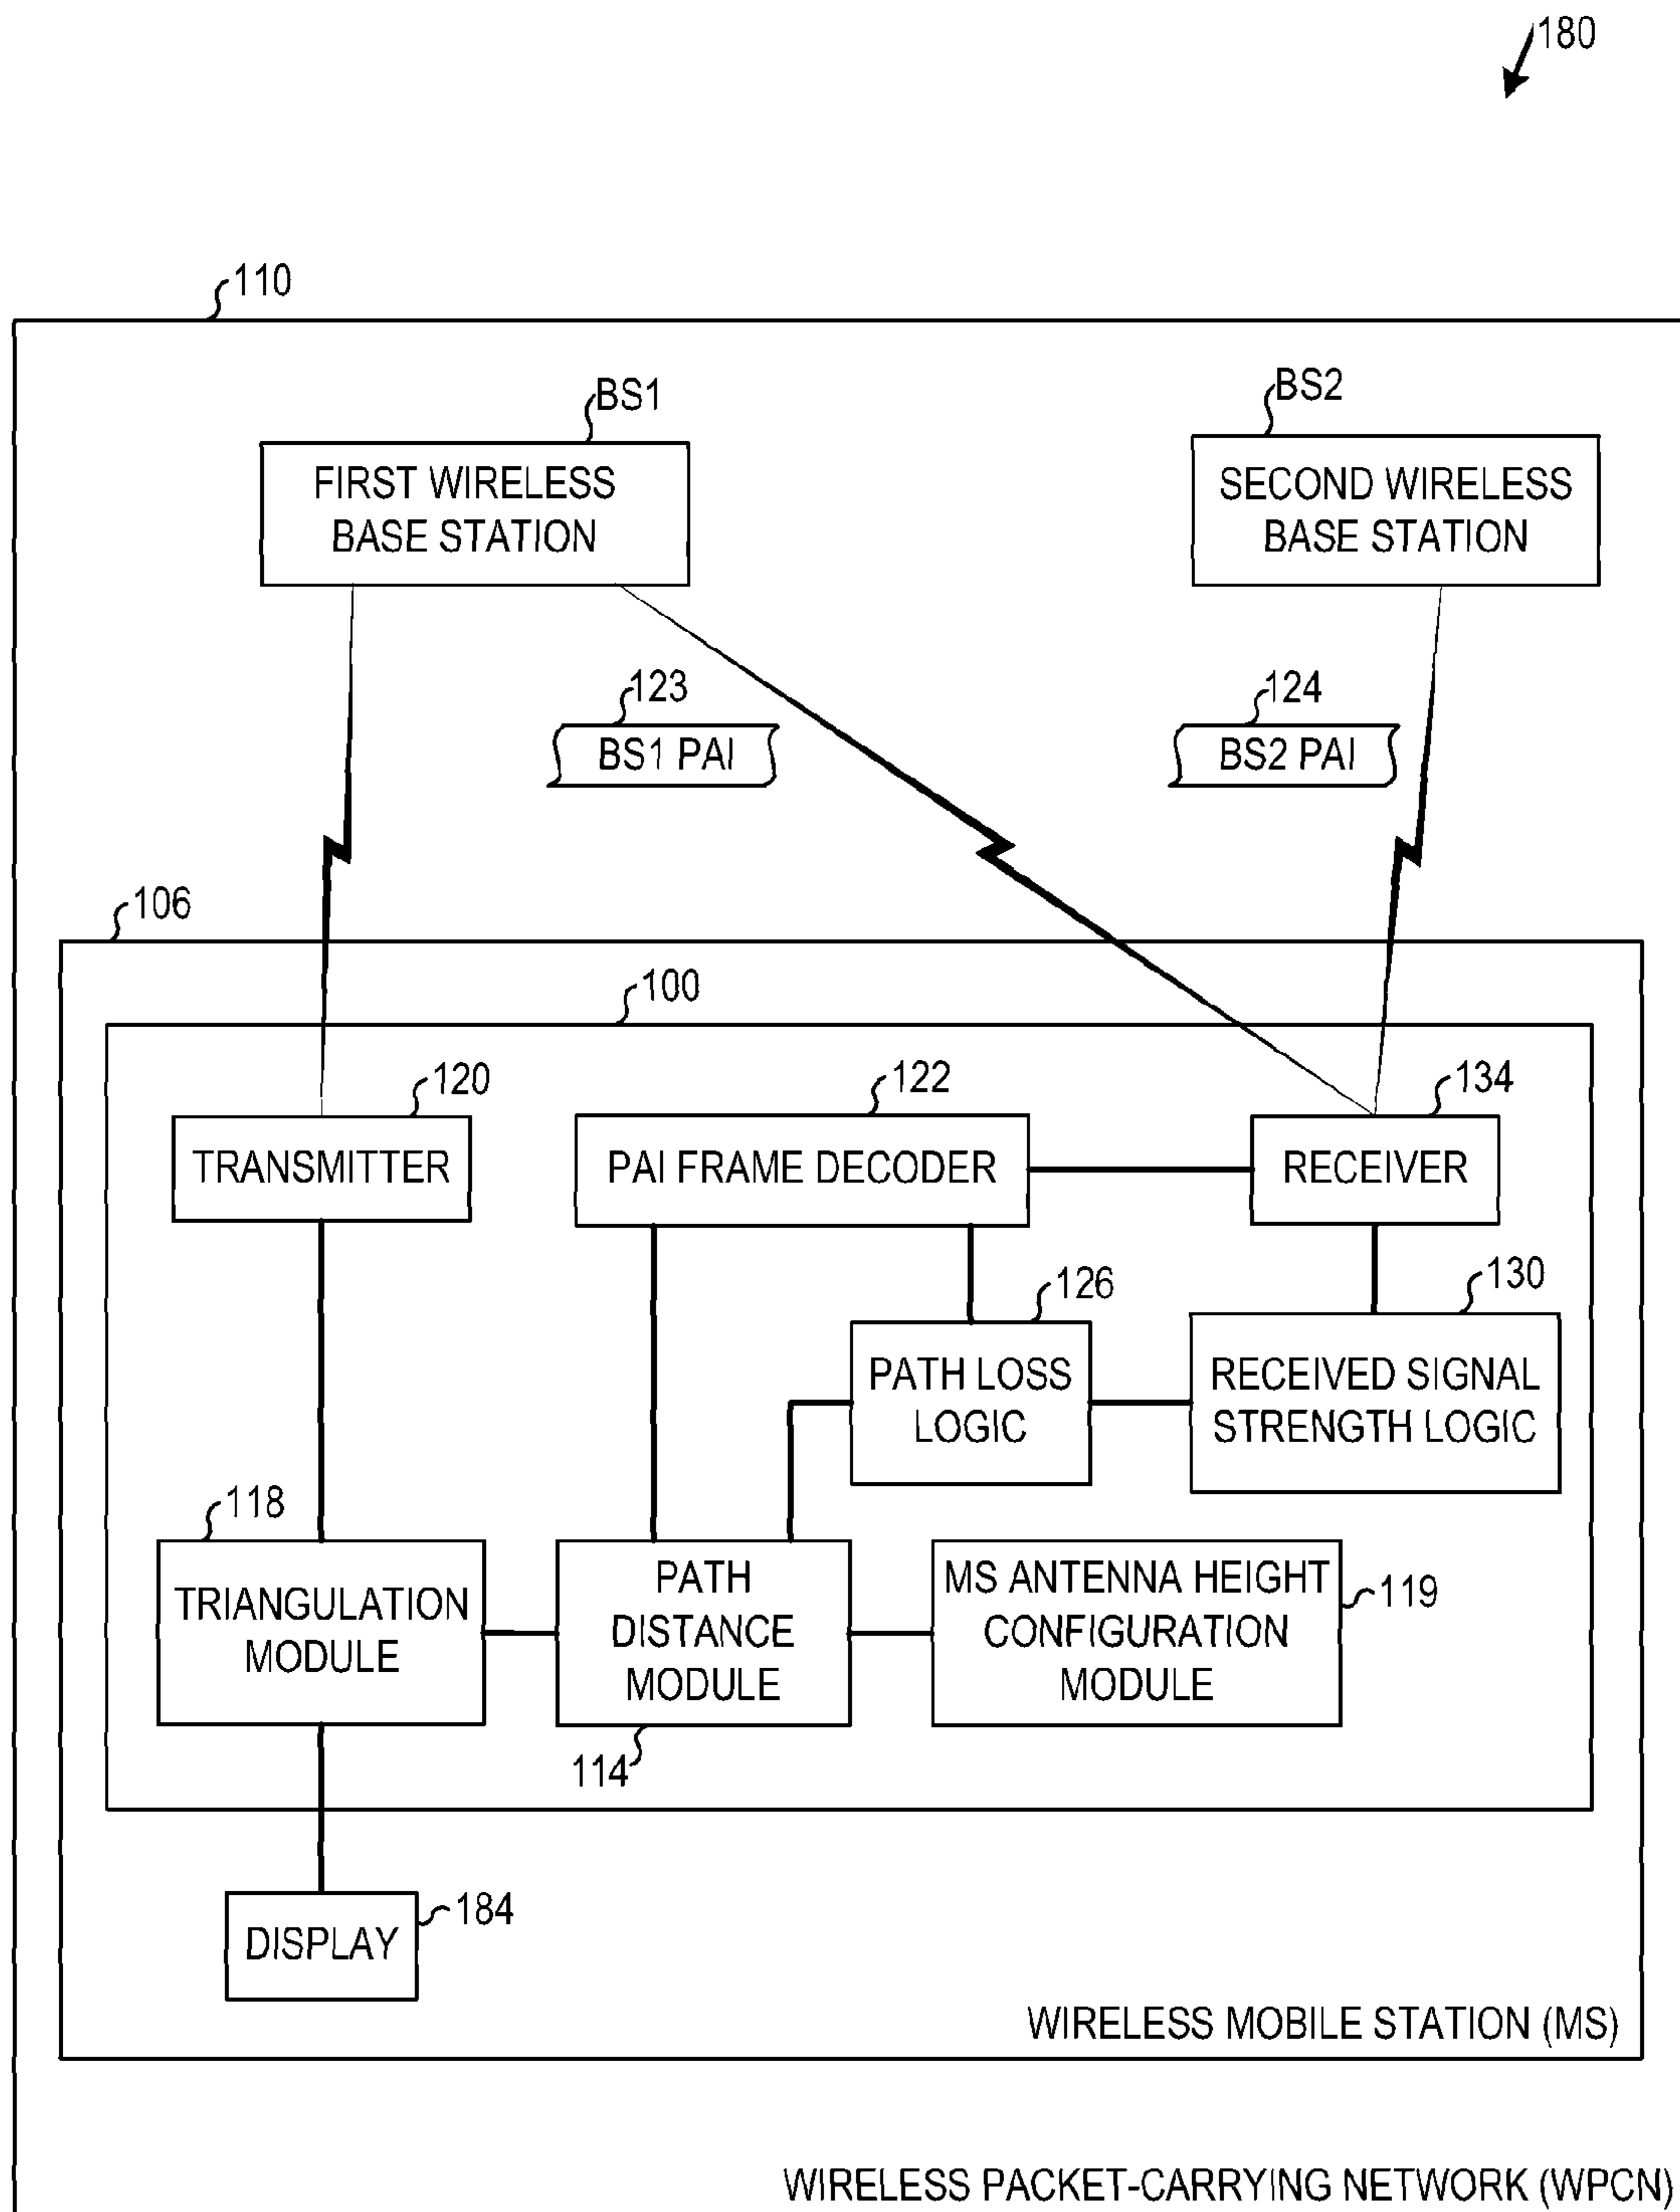 180
110
BS1
BS2
FIRST WIRELESS
BASE STATION
SECOND WIRELESS
BASE STATION
123
BS1 PAI
124
BS2 PAI
106
100
120
TRANSMITTER
122
PAI FRAME DECODER
134
RECEIVER
126
PATH LOSS
LOGIC
130
RECEIVED SIGNAL
STRENGTH LOGIC
118
TRIANGULATION
MODULE
PATH
DISTANCE
MODULE
114
MS ANTENNA HEIGHT
CONFIGURATION
MODULE
119
DISPLAY
184
WIRELESS MOBILE STATION (MS)
WIRELESS PACKET-CARRYING NETWORK (WPCN)